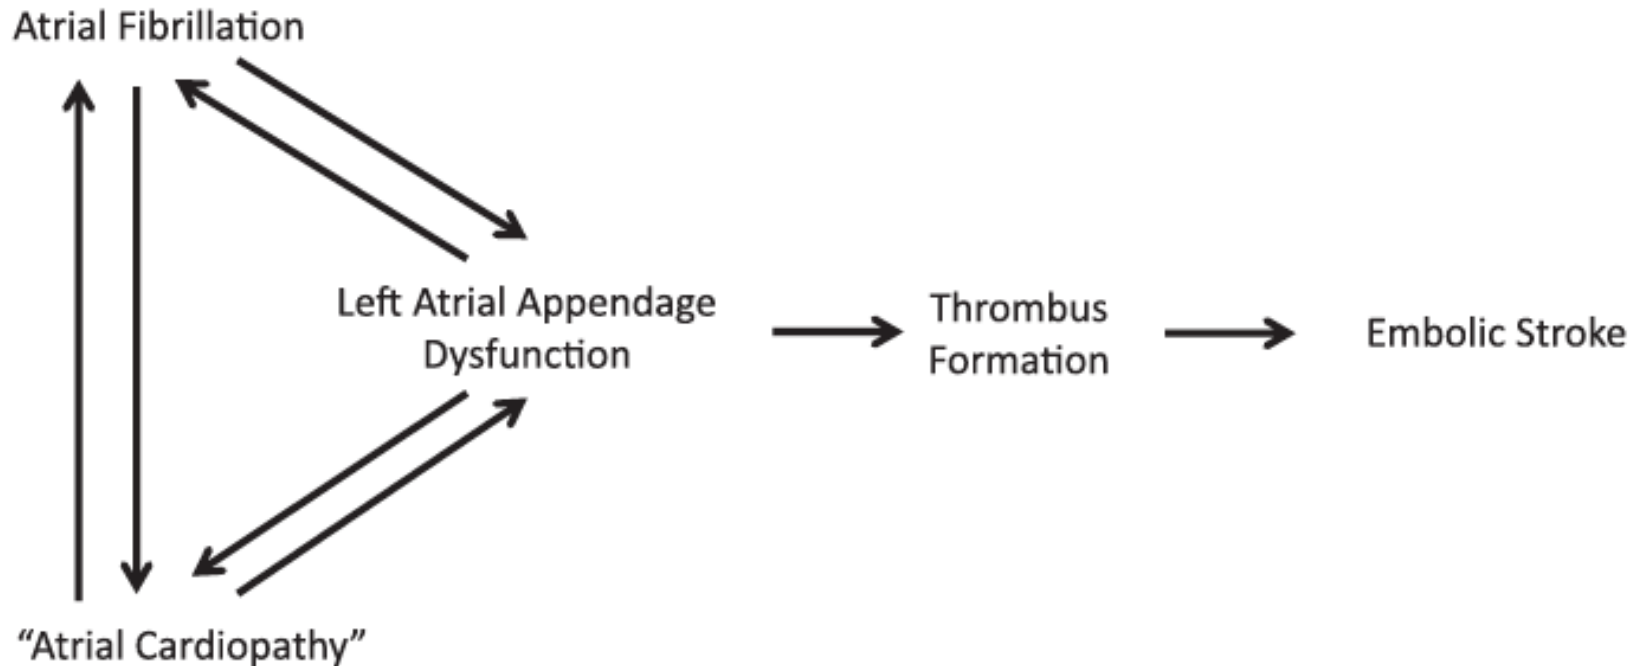 Atrial Fibrillation
Left Atrial Appendage
Dysfunction
Thrombus
Formation
Embolic Stroke
“Atrial Cardiopathy”